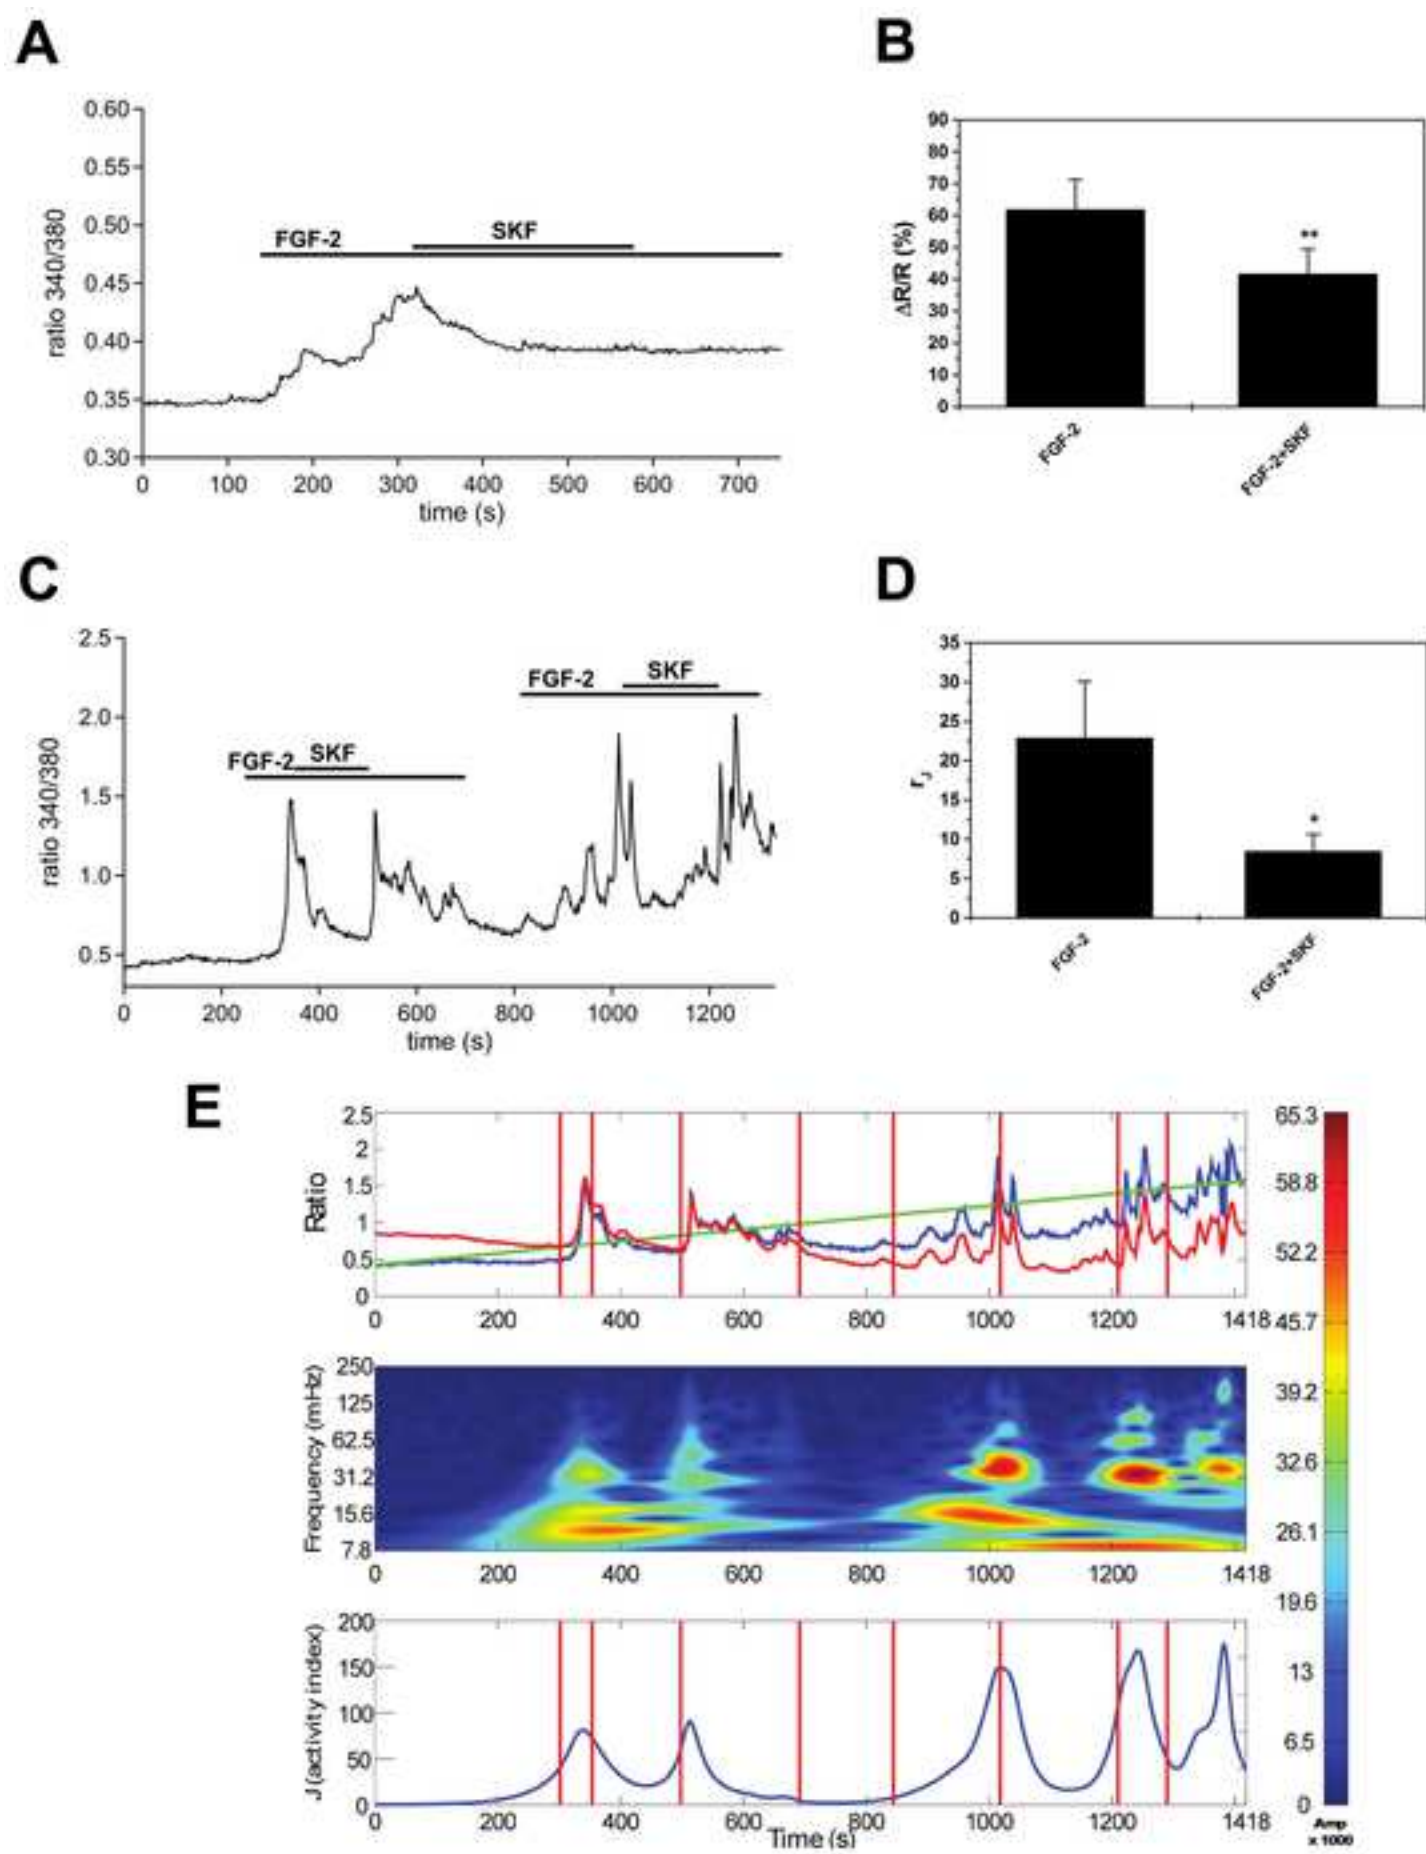 A
0.60
0.55
0.50
0.45
0.40
0.35
0.30
ratio 340/380
FGF-2
SKF
0 100 200 300 400 500 600 700
time (s)
B
90
80
70
60
50
40
30
20
10
0
ΔR/R (%)
**
FGF-2
FGF-2+SKF
C
2.5
2.0
1.5
1.0
0.5
ratio 340/380
FGF-2
SKF
FGF-2
SKF
0 200 400 600 800 1000 1200
time (s)
D
35
30
25
20
15
10
5
0
rJ
*
FGF-2
FGF-2+SKF
E
2.5
2
1.5
1
0.5
0
Ratio
0 200 400 600 800 1000 1200 1418
250
125
62.5
31.2
15.6
7.8
Frequency (mHz)
0 200 400 600 800 1000 1200 1418
200
150
100
50
0
J (activity index)
0 200 400 600 800 1000 1200 1418
Time (s)
65.3
58.8
52.2
45.7
39.2
32.6
26.1
19.6
13
6.5
0
Amp
x 1000